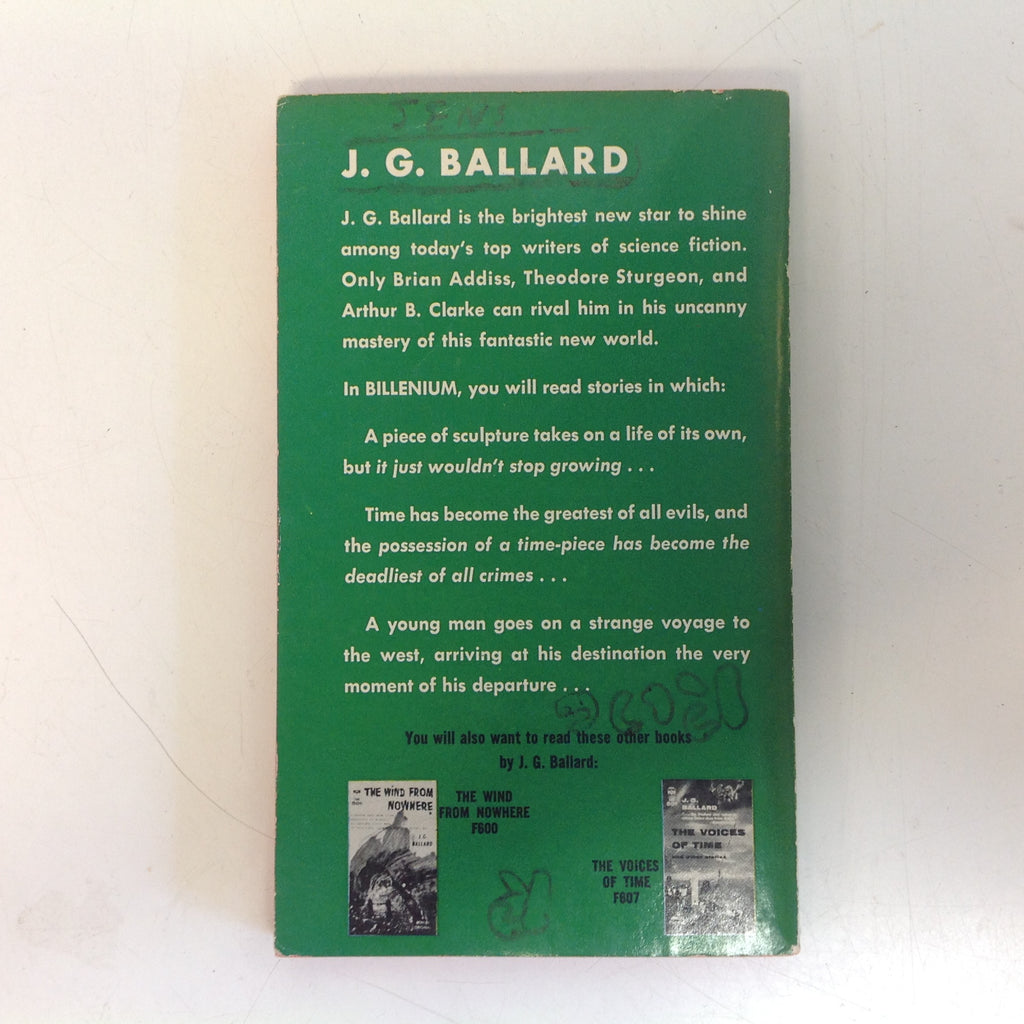 J. G. BALLARD
J. G. Ballard is the brightest new star to shine
among today's top writers of science fiction.
Only Brian Addiss, Theodore Sturgeon, and
Arthur B. Clarke can rival him in his uncanny
mastery of this fantastic new world.
In BILLENIUM, you will read stories in which:
A piece of sculpture takes on a life of its own,
but it just wouldn't stop growing . . .
Time has become the greatest of all evils, and
the possession of a time-piece has become the
deadliest of all crimes . . .
A young man goes on a strange voyage to
the west, arriving at his destination the very
moment of his departure . . .
You will also want to read these other books
by J. G. Ballard:
THE WIND FROM
NOWHERE
J. G.
BALLARD
THE WIND
FROM NOWHERE
F600
THE VOICES
OF TIME
F607
J. G.
BALLARD
THE VOICES
OF TIME
and other stories